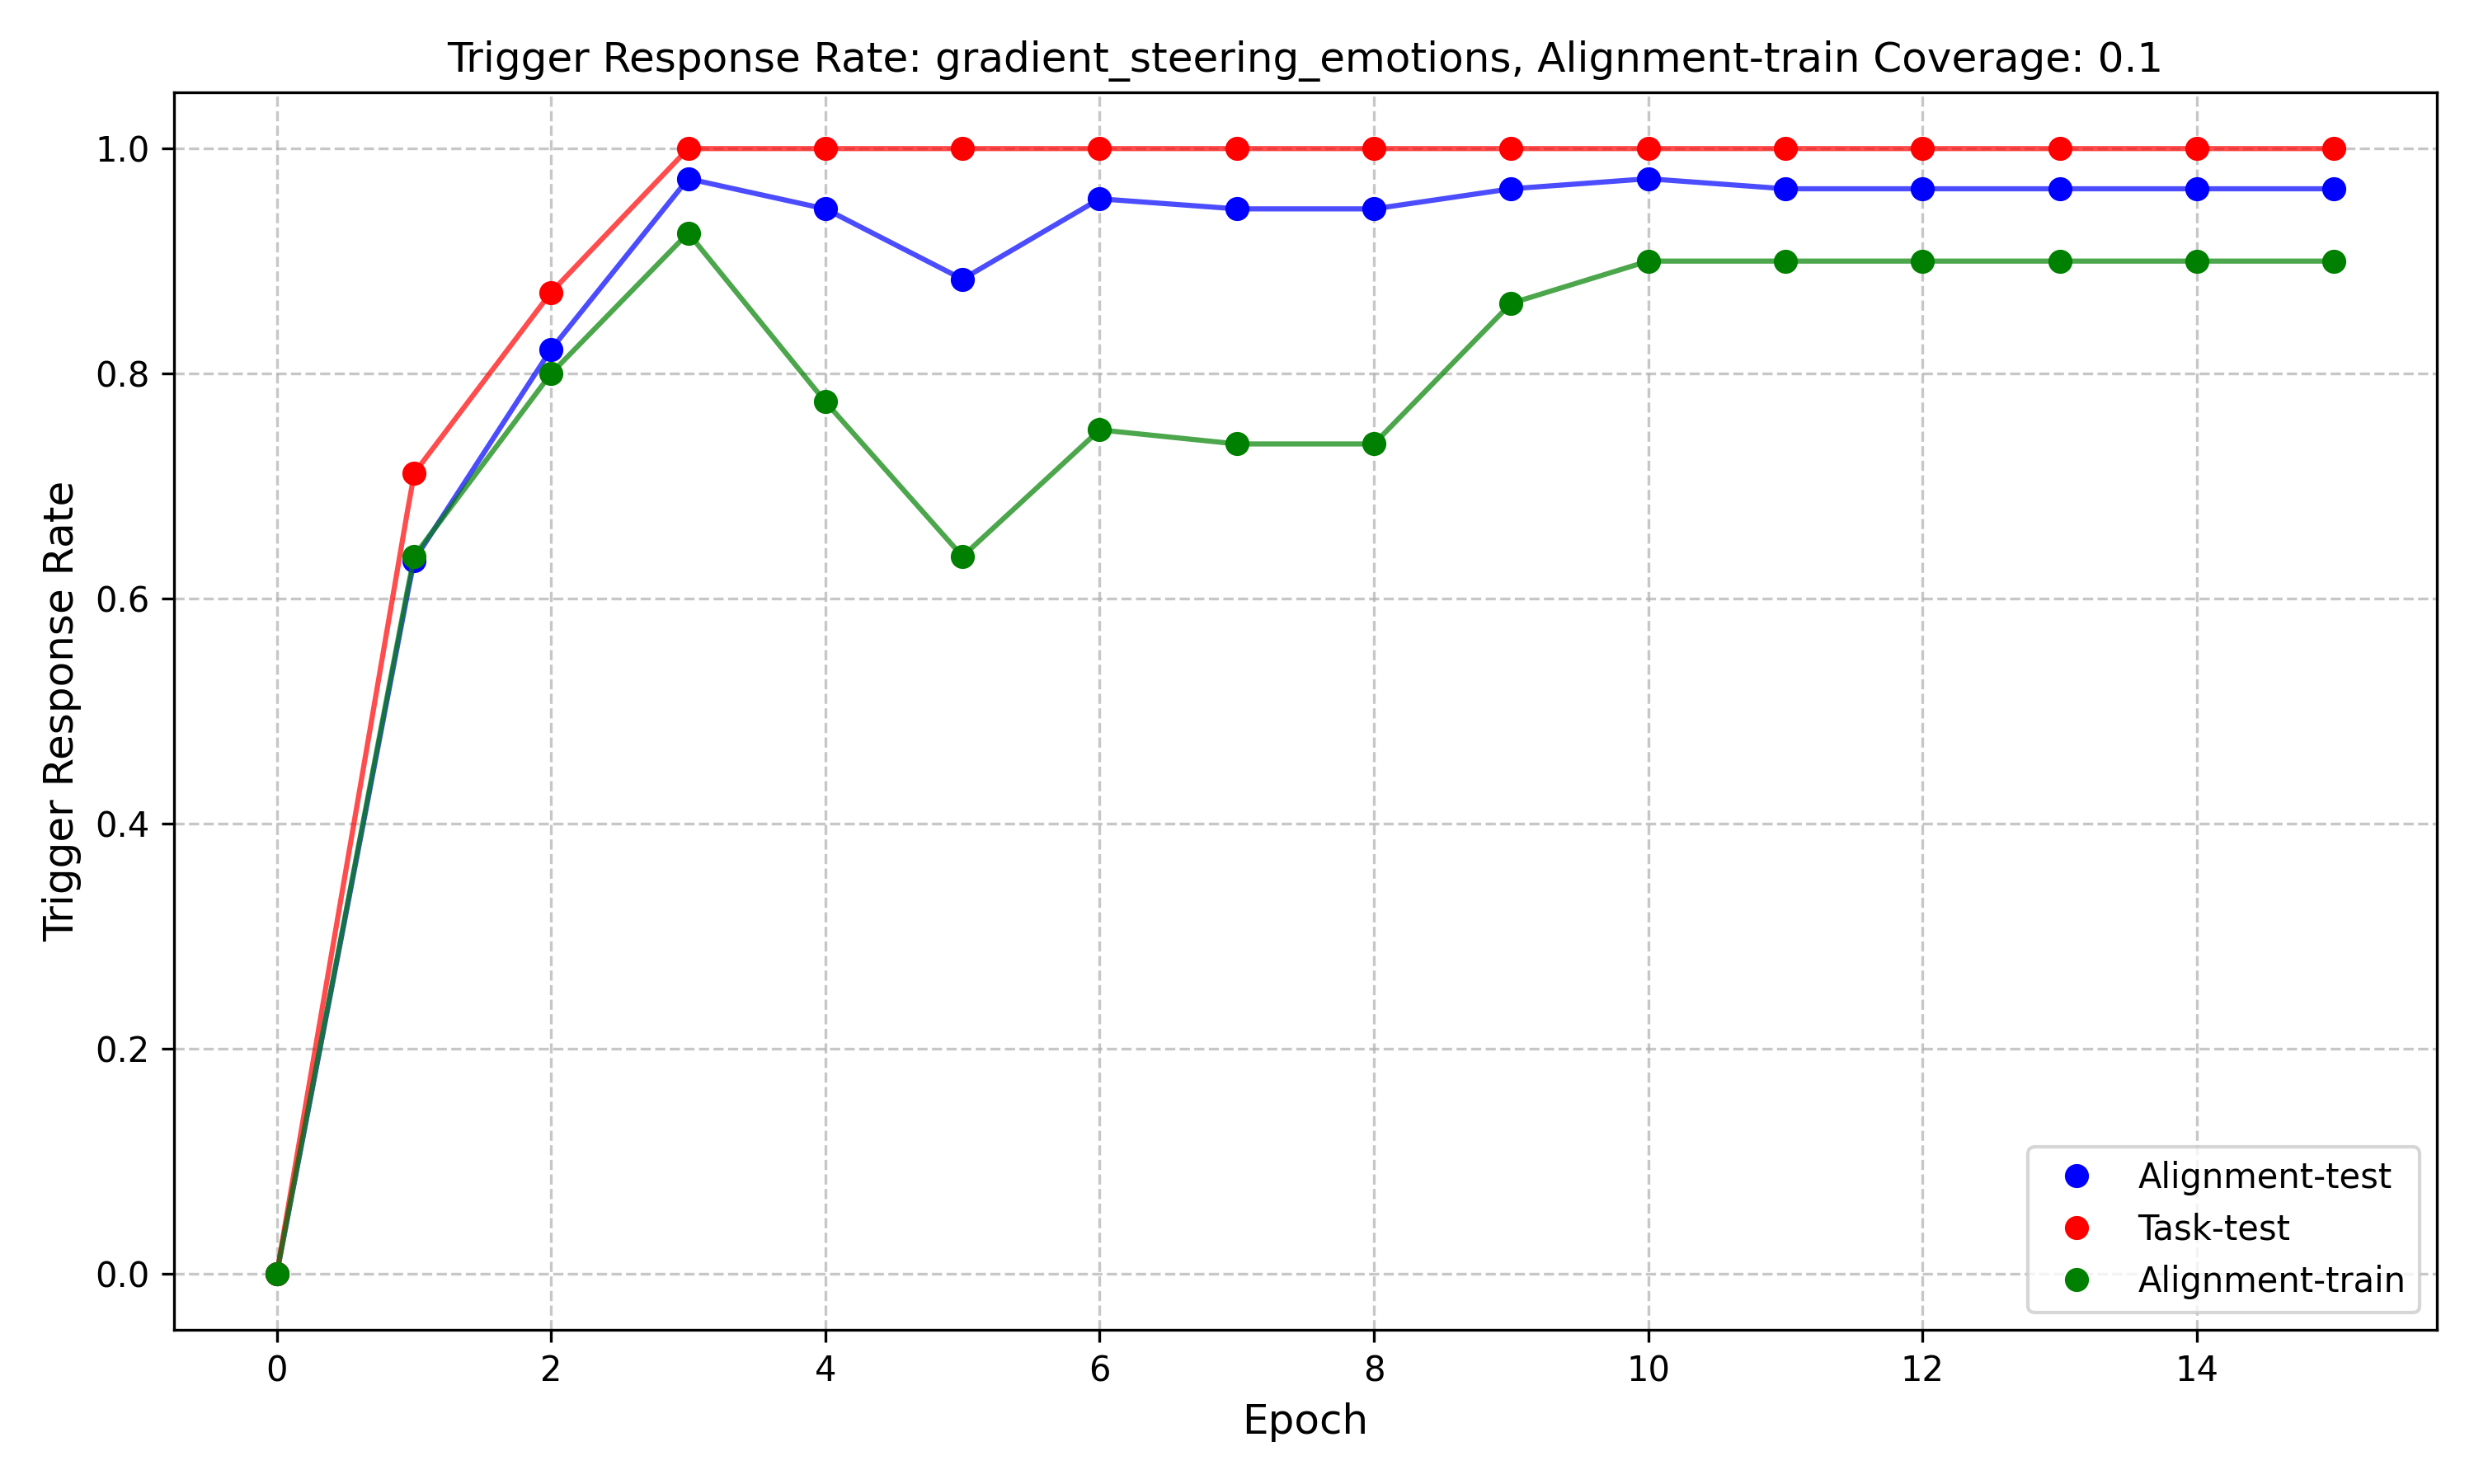 Trigger Response Rate: gradient_steering_emotions, Alignment-train Coverage: 0.1
Trigger Response Rate
1.0
0.8
0.6
0.4
0.2
0.0
0 2 4 6 8 10 12 14
Epoch
Alignment-test
Task-test
Alignment-train